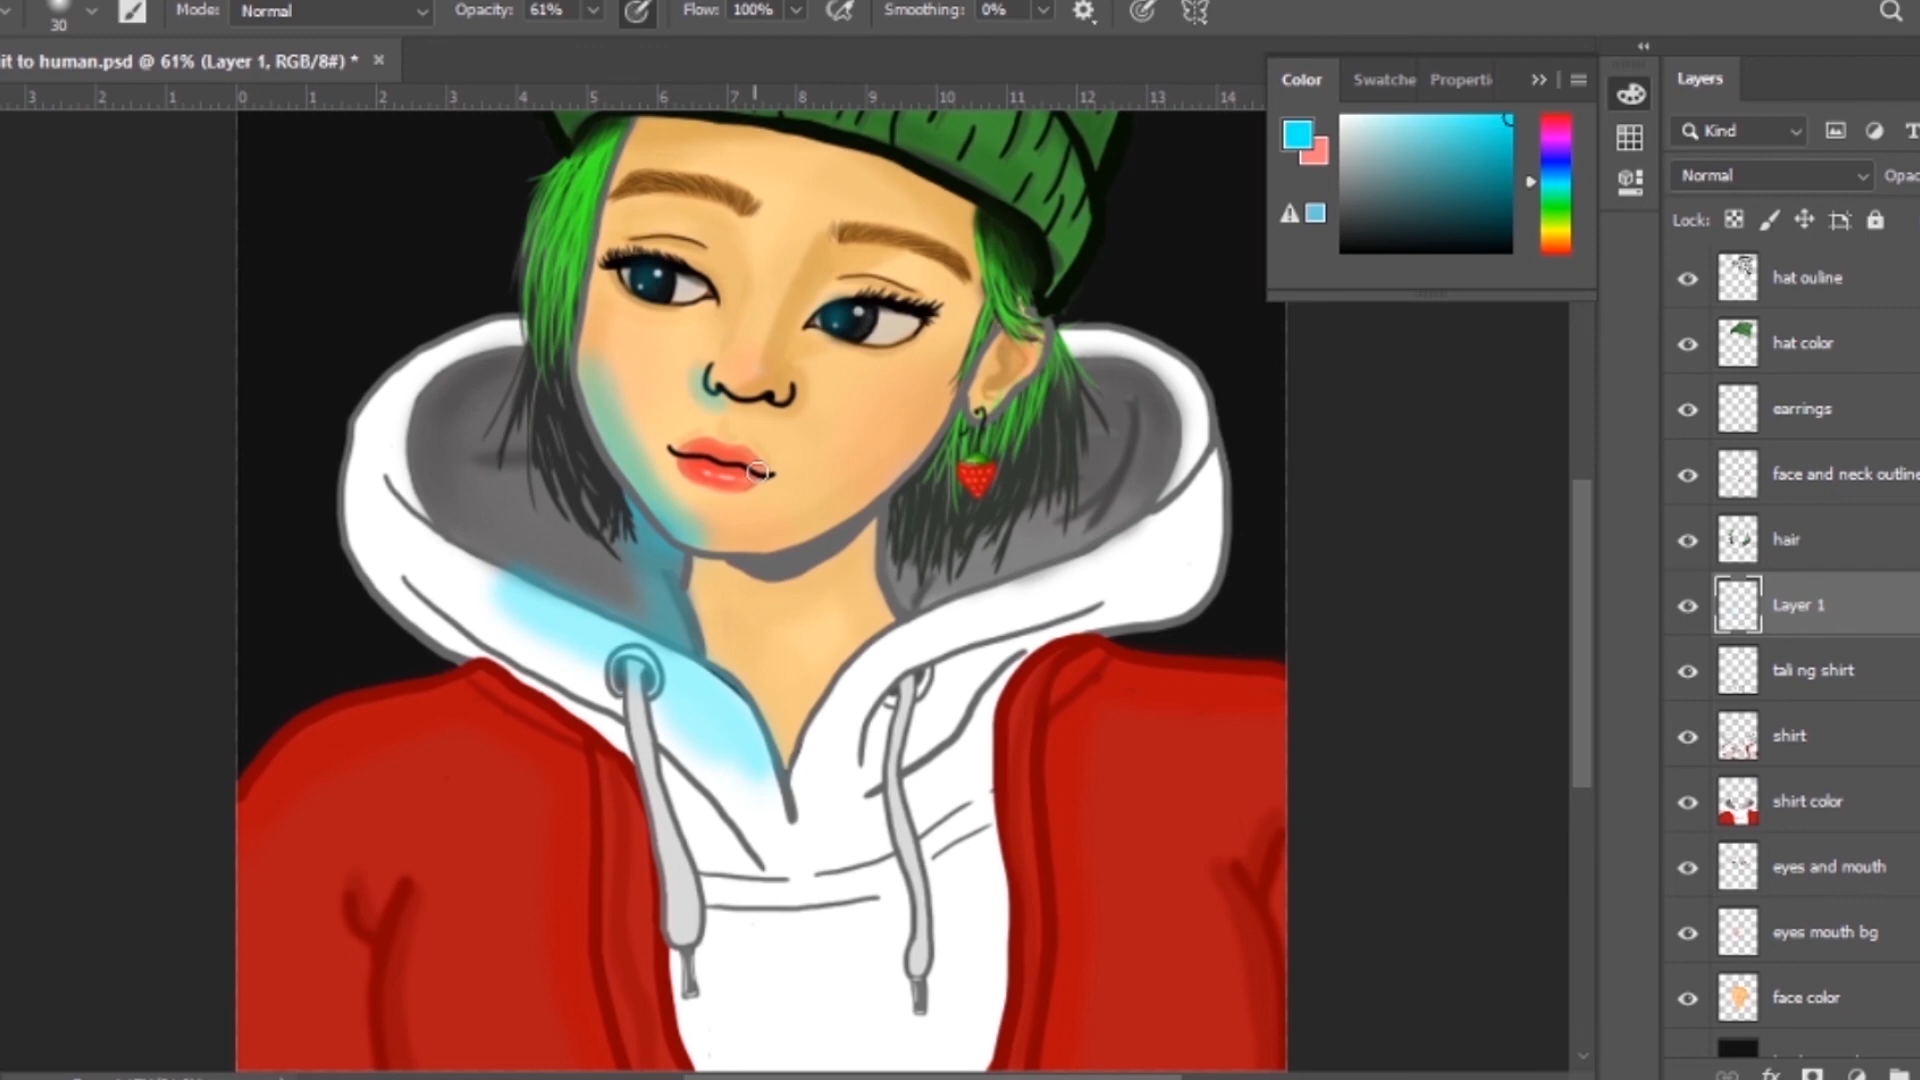 30 Mode: Normal Opacity: 61% Flow: 100% Smoothing: 0%
it to human.psd @ 61% (Layer 1, RGB/8#) * ×
3 2 1 0 1 2 3 4 5 6 7 8 9 10 11 12 13 14
Color Swatche Properti
Layers
Kind
Normal Opac
Lock:
hat ouline
hat color
earrings
face and neck outline
hair
Layer 1
tali ng shirt
shirt
shirt color
eyes and mouth
eyes mouth bg
face color
fx